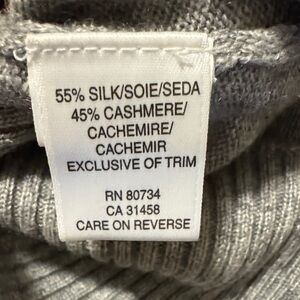 55% SILK/SOIE/SEDA
45% CASHMERE/
CACHEMIRE/
CACHEMIR
EXCLUSIVE OF TRIM
RN 80734
CA 31458
CARE ON REVERSE